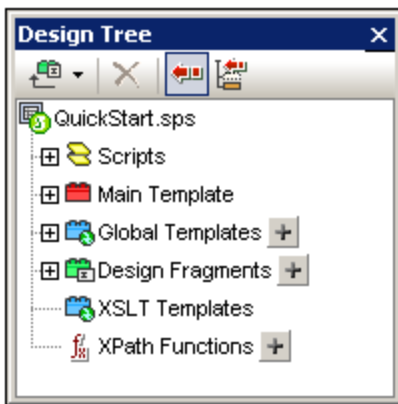 Design Tree
QuickStart.sps
Scripts
Main Template
Global Templates
Design Fragments
XSLT Templates
XPath Functions